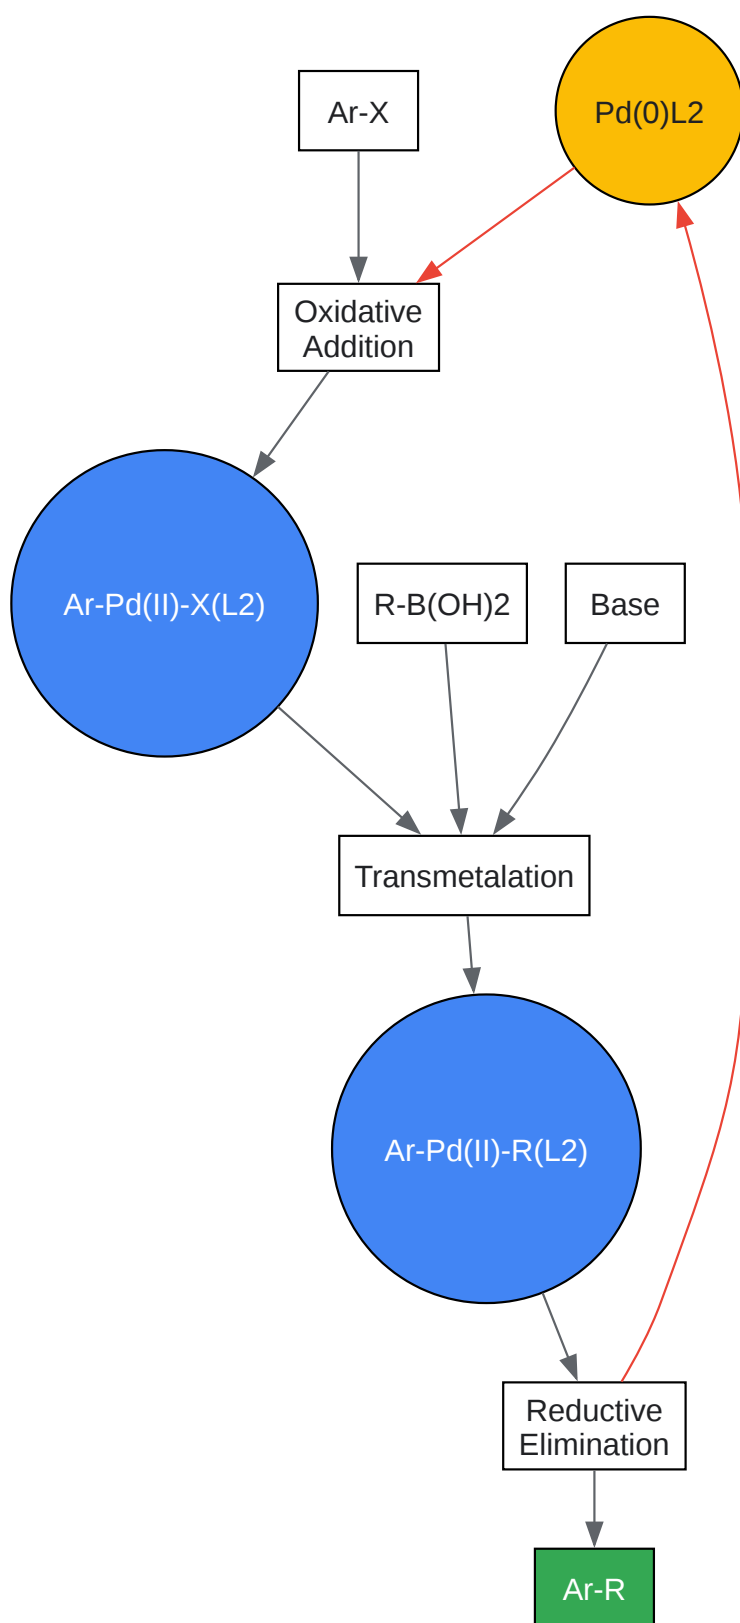 Ar-X
Pd(0)L2
Oxidative
Addition
Ar-Pd(II)-X(L2)
R-B(OH)2
Base
Transmetalation
Ar-Pd(II)-R(L2)
Reductive
Elimination
Ar-R